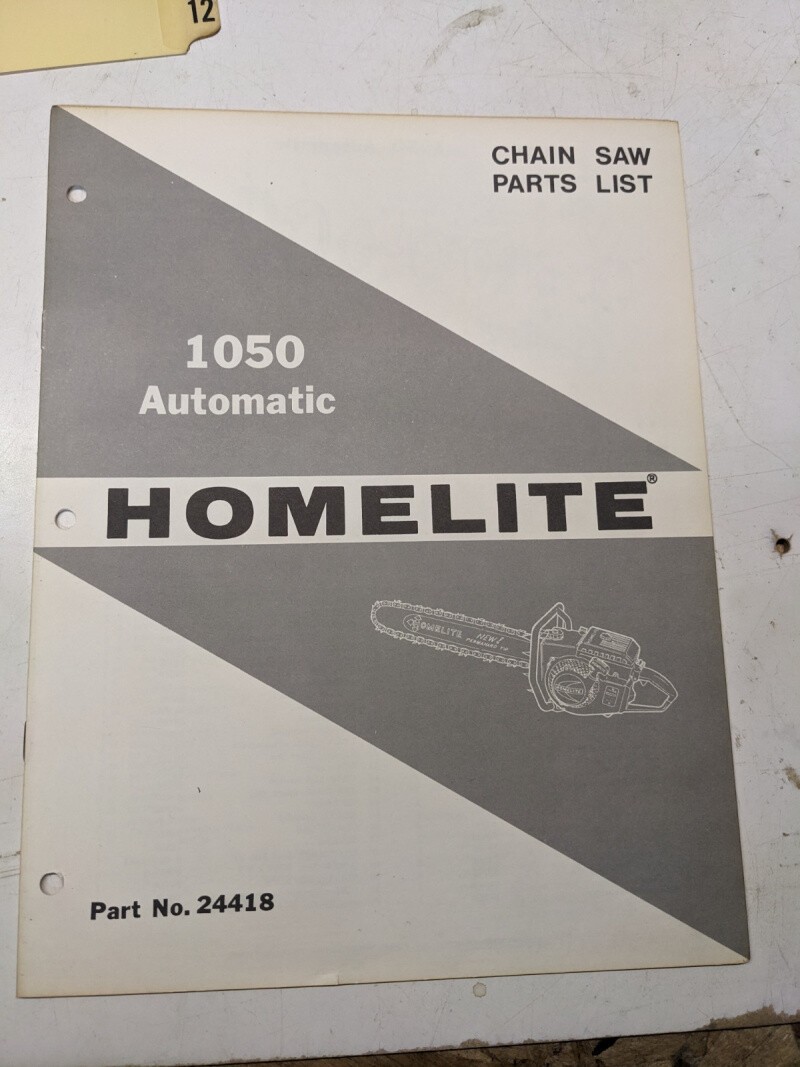 12
CHAIN SAW
PARTS LIST
1050
Automatic
HOMELITE®
HOMELITE NEW!
Part No. 24418